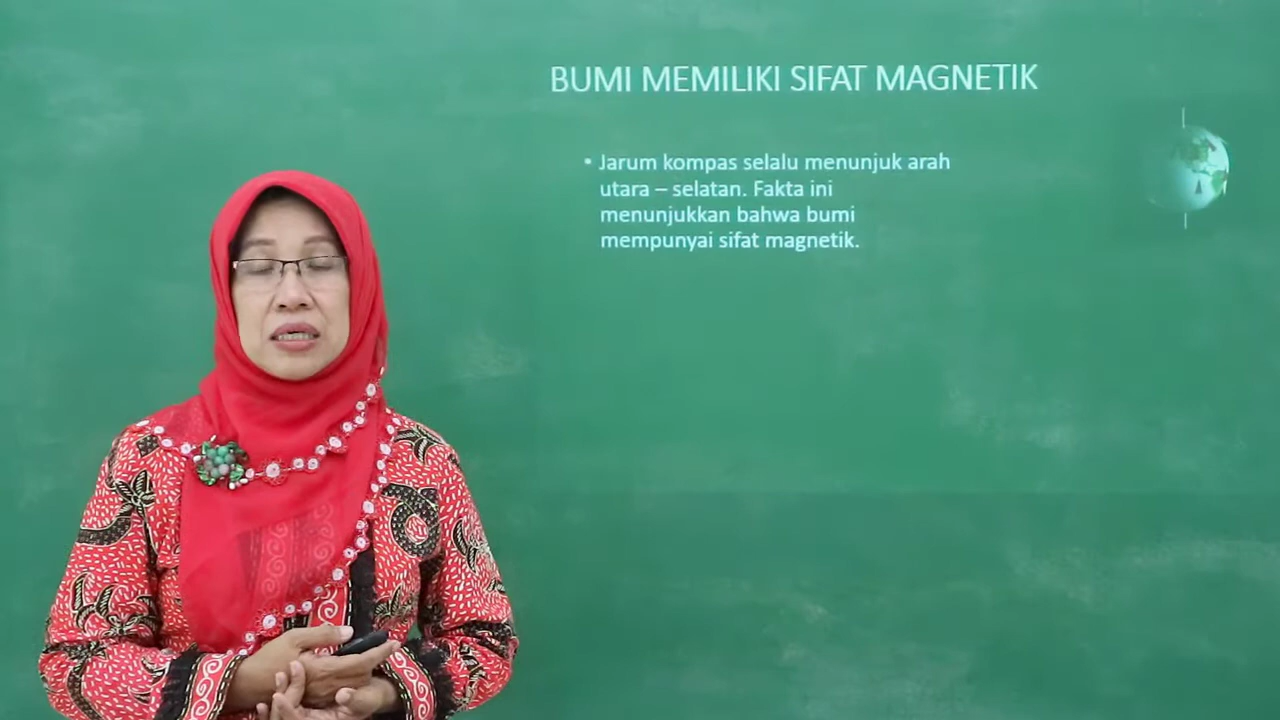 BUMI MEMILIKI SIFAT MAGNETIK
• Jarum kompas selalu menunjuk arah
utara – selatan. Fakta ini
menunjukkan bahwa bumi
mempunyai sifat magnetik.